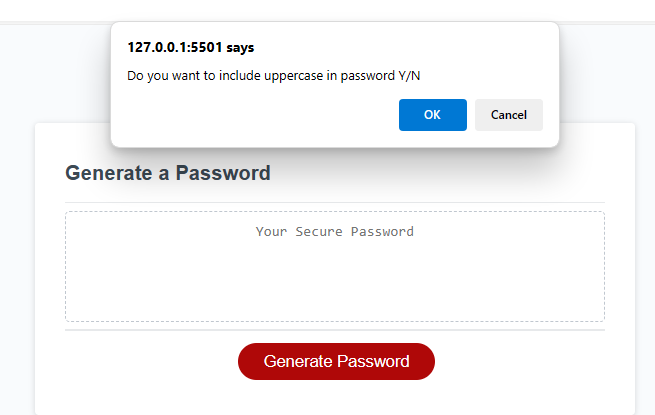 127.0.0.1:5501 says
Do you want to include uppercase in password Y/N
OK Cancel
Generate a Password
Your Secure Password
Generate Password